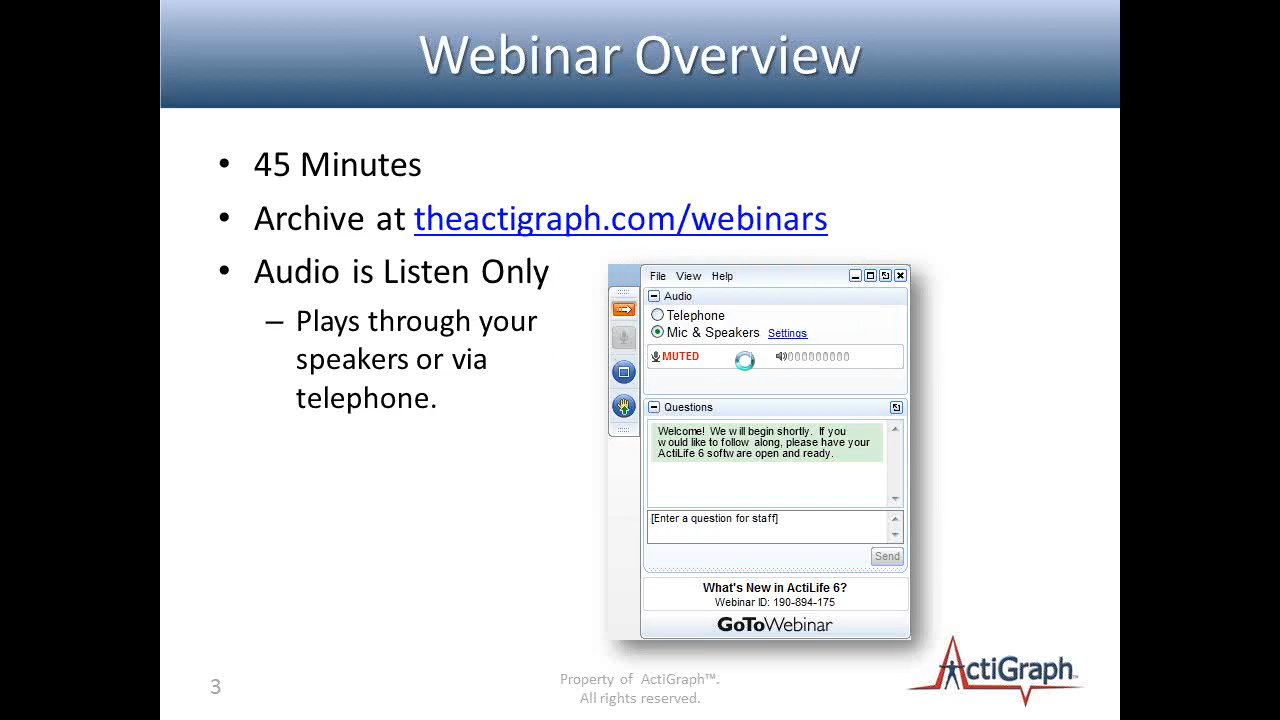 Webinar Overview
• 45 Minutes
• Archive at theactigraph.com/webinars
• Audio is Listen Only
– Plays through your
speakers or via
telephone.
File View Help
Audio
Telephone
Mic & Speakers Settings
MUTED
Questions
Welcome! We will begin shortly. If you
would like to follow along, please have your
ActiLife 6 software open and ready.
[Enter a question for staff]
Send
What's New in ActiLife 6?
Webinar ID: 190-894-175
GoToWebinar
3
Property of ActiGraph™.
All rights reserved.
ActiGraph